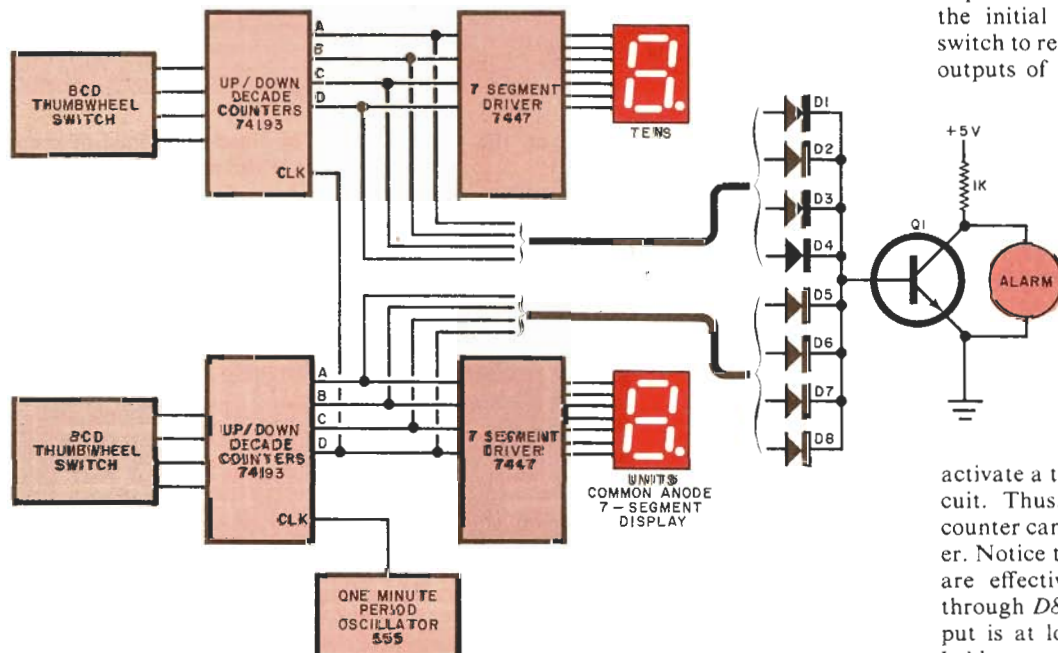 the initial
switch to re
outputs of
BCD
THUMBWHEEL
SWITCH
UP/DOWN
DECADE
COUNTERS
74193
CLK
A
B
C
D
7 SEGMENT
DRIVER
7447
TENS
D1
D2
D3
D4
D5
D6
D7
D8
+5V
1K
Q1
ALARM
BCD
THUMBWHEEL
SWITCH
UP/DOWN
DECADE
COUNTERS
74193
CLK
A
B
C
D
7 SEGMENT
DRIVER
7447
UNITS
COMMON ANODE
7-SEGMENT
DISPLAY
ONE MINUTE
PERIOD
OSCILLATOR
555
activate a t
cuit. Thus
counter car
er. Notice t
are effectiv
through D8
put is at lo